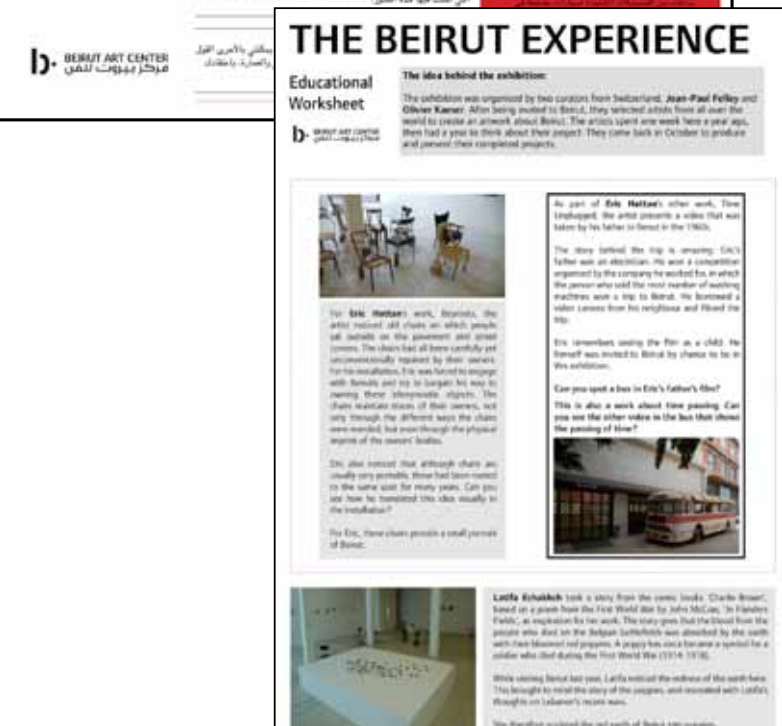 BEIRUT ART CENTER
مركز بيروت للفن
THE BEIRUT EXPERIENCE
Educational
Worksheet
BEIRUT ART CENTER
The idea behind the exhibition:
The exhibition was organised by two curators from Switzerland, Jean-Paul Felley and
Olivier Kaeser. After being invited to Beirut, they selected artists from all over the
world to create an artwork about Beirut. The artists spent one week here a year ago,
then had a year to think about their project. They come back in October to produce
and present their completed projects.
For Eric Hattan's work, Beyrouts, the
artist noticed old chairs on which people
sat outside on the pavement and street
corners. The chairs had all been carefully yet
unconventionally repaired by their owners.
For his installation, Eric was forced to engage
with Beirutis and try to bargain his way to
owning these idiosyncratic objects. The
chairs maintain traces of their owners, not
only through the different ways the chairs
were mended, but even through the physical
imprint of the owners' bodies.
Eric also noticed that although chairs are
usually very portable, these had been rooted
to the same spot for many years. Can you
see how he translated this idea visually in
the installation?
For Eric, these chairs provide a small portrait
of Beirut.
As part of Eric Hattan's other work, Time
Unplugged, the artist presents a video that was
taken by his father in Beirut in the 1960s.
The story behind this trip is amazing: Eric's
father was an electrician. He won a competition
organised by the company he worked for, in which
the person who sold the most number of washing
machines won a trip to Beirut. He borrowed a
video camera from his neighbour and filmed the
trip.
Eric remembers seeing the film as a child. He
himself was invited to Beirut by chance to be in
this exhibition.
Can you spot a bus in Eric's father's film?
This is also a work about time passing. Can
you see the other video in the bus that shows
the passing of time?
Latifa Echakhch took a story from the comic books 'Charlie Brown',
based on a poem from the First World War by John McCrae, 'In Flanders
Fields', as inspiration for her work. The story goes that the blood from the
people who died on the Belgian battlefields was absorbed by the earth
with then bloomed red poppies. A poppy has since become a symbol for a
soldier who died during the First World War (1914-1918).
While visiting Beirut last year, Latifa noticed the redness of the earth here.
This brought to mind the story of the poppies, and resonated with Latifa's
thoughts on Lebanon's recent wars.
She therefore sculpted the red earth of Beirut into poppies.